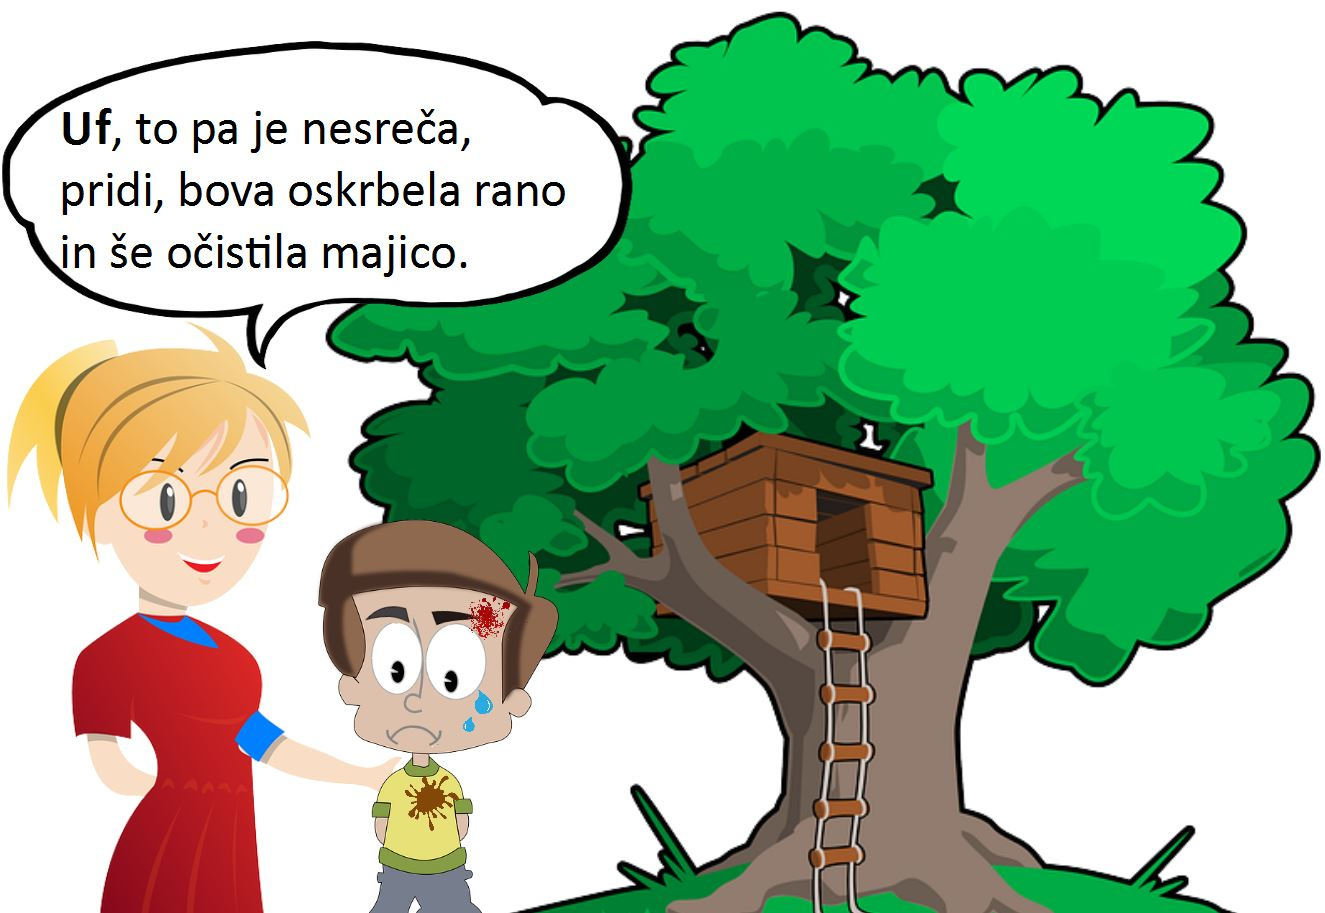 Uf, to pa je nesreča,
pridi, bova oskrbela rano
in še očistila majico.